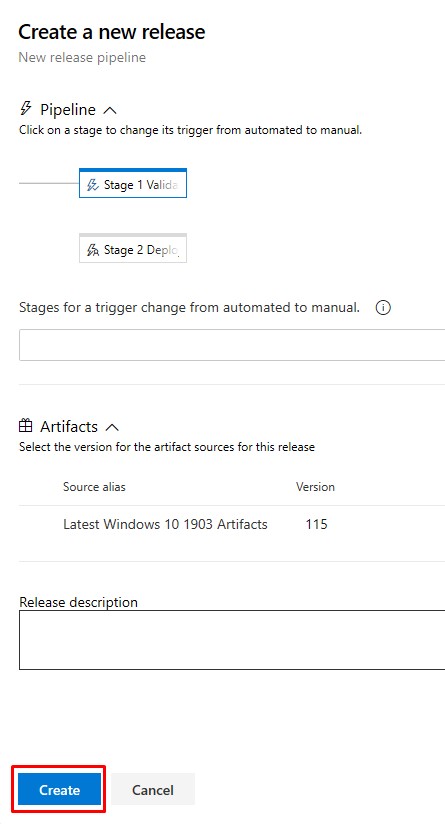 Create a new release
New release pipeline
Pipeline
Click on a stage to change its trigger from automated to manual.
Stage 1 Valida
Stage 2 Deplo
Stages for a trigger change from automated to manual.
Artifacts
Select the version for the artifact sources for this release
Source alias Version
Latest Windows 10 1903 Artifacts 115
Release description
Create Cancel